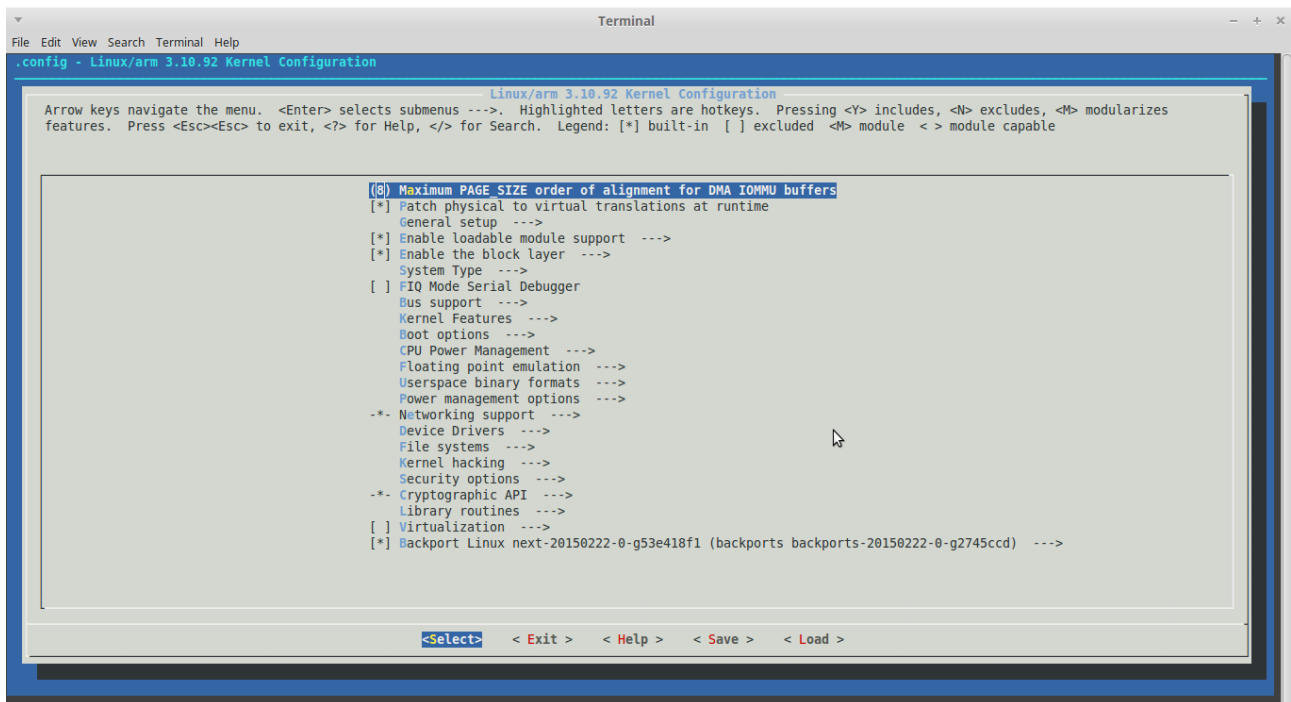 Terminal
File Edit View Search Terminal Help
.config - Linux/arm 3.10.92 Kernel Configuration
Linux/arm 3.10.92 Kernel Configuration
Arrow keys navigate the menu. <Enter> selects submenus --->. Highlighted letters are hotkeys. Pressing <Y> includes, <N> excludes, <M> modularizes
features. Press <Esc><Esc> to exit, <?> for Help, </> for Search. Legend: [*] built-in [ ] excluded <M> module < > module capable
(8) Maximum PAGE_SIZE order of alignment for DMA IOMMU buffers
[*] Patch physical to virtual translations at runtime
General setup --->
[*] Enable loadable module support --->
[*] Enable the block layer --->
System Type --->
[ ] FIQ Mode Serial Debugger
Bus support --->
Kernel Features --->
Boot options --->
CPU Power Management --->
Floating point emulation --->
Userspace binary formats --->
Power management options --->
-*- Networking support --->
Device Drivers --->
File systems --->
Kernel hacking --->
Security options --->
-*- Cryptographic API --->
Library routines --->
[ ] Virtualization --->
[*] Backport Linux next-20150222-0-g53e418f1 (backports backports-20150222-0-g2745ccd) --->
<Select> < Exit > < Help > < Save > < Load >